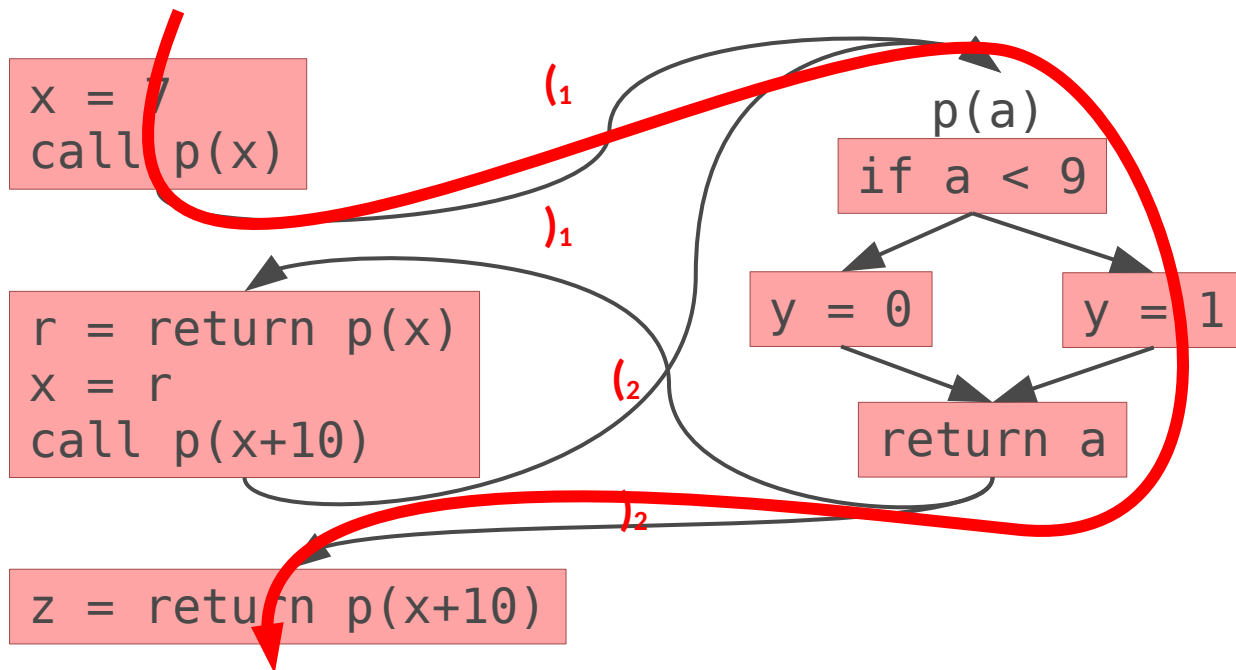 x = 7
call p(x)
(1
)1
r = return p(x)
x = r
call p(x+10)
(2
)2
z = return p(x+10)
p(a)
if a < 9
y = 0
y = 1
return a